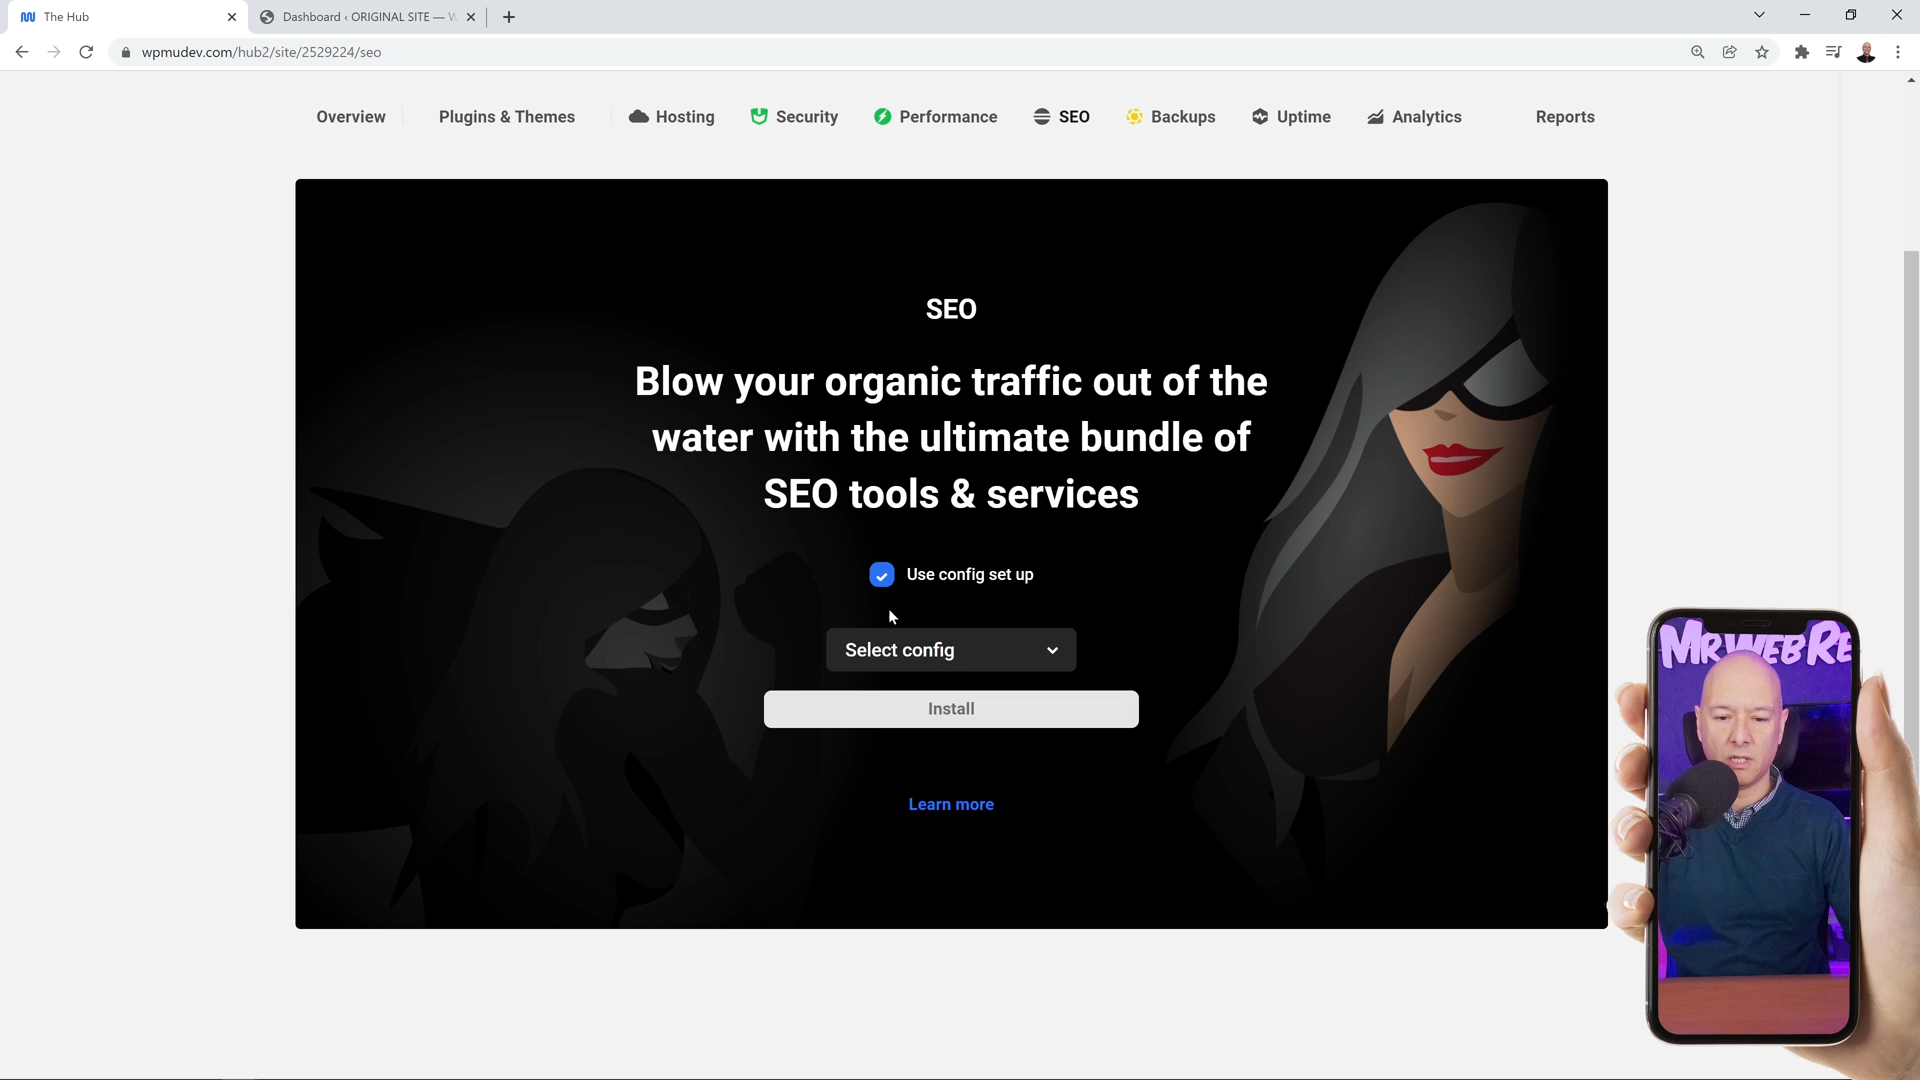 The Hub
Dashboard ‹ ORIGINAL SITE — W
wpmudev.com/hub2/site/2529224/seo
Overview
Plugins & Themes
Hosting
Security
Performance
SEO
Backups
Uptime
Analytics
Reports
SEO
Blow your organic traffic out of the
water with the ultimate bundle of
SEO tools & services
Use config set up
Select config
Install
Learn more
MRWEBRE